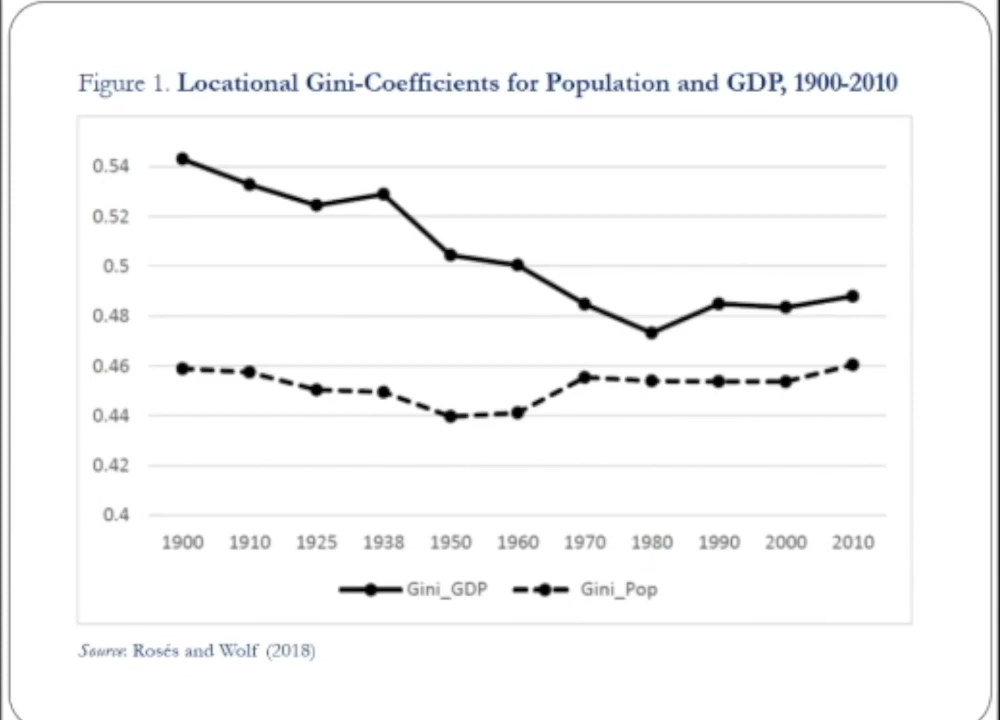 Figure 1. Locational Gini-Coefficients for Population and GDP, 1900-2010
0.54
0.52
0.5
0.48
0.46
0.44
0.42
0.4
1900 1910 1925 1938 1950 1960 1970 1980 1990 2000 2010
Gini_GDP Gini_Pop
Source: Rosés and Wolf (2018)